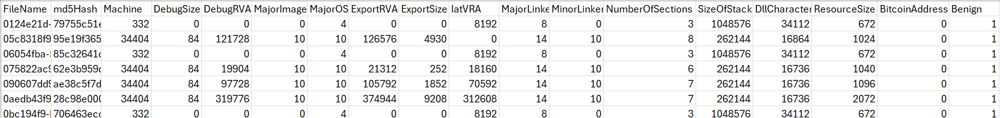 FileName md5Hash Machine DebugSize DebugRVA MajorImage MajorOS ExportRVA ExportSize IatVRA MajorLinke MinorLinker NumberOfSections SizeOfStack DllCharacter ResourceSize BitcoinAddress Benign
0124e21d- 79755c51e 332 0 0 0 4 0 0 8192 8 0 3 1048576 34112 672 0 1
05c8318f9 95e19f365 34404 84 121728 10 10 126576 4930 0 14 10 8 262144 16864 1024 0 1
06054fba- 85c32641c 332 0 0 0 4 0 0 8192 8 0 3 1048576 34112 672 0 1
075822ac9 62e3b959c 34404 84 19904 10 10 21312 252 18160 14 10 6 262144 16736 1040 0 1
090607dd9 ae38c5f7d 34404 84 97728 10 10 105792 1852 70592 14 10 7 262144 16736 1096 0 1
0aedb43f9 28c98e000 34404 84 319776 10 10 374944 9208 312608 14 10 7 262144 16736 2072 0 1
0bc194f9- 706463ecc 332 0 0 0 4 0 0 8192 8 0 3 1048576 34112 672 0 1